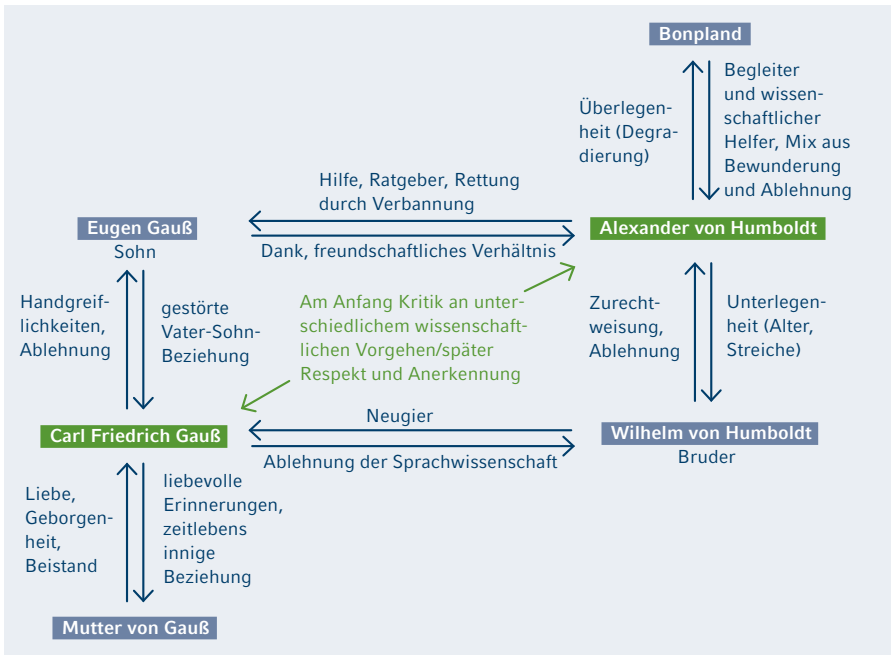 Bonpland
Überlegen-
heit (Degra-
dierung)
Begleiter
und wissen-
schaftlicher
Helfer, Mix aus
Bewunderung
und Ablehnung
Hilfe, Ratgeber, Rettung
durch Verbannung
Eugen Gauß
Sohn
Dank, freundschaftliches Verhältnis
Alexander von Humboldt
Handgreif-
lichkeiten,
Ablehnung
gestörte
Vater-Sohn-
Beziehung
Am Anfang Kritik an unter-
schiedlichem wissenschaft-
lichen Vorgehen/später
Respekt und Anerkennung
Zurecht-
weisung,
Ablehnung
Unterlegen-
heit (Alter,
Streiche)
Carl Friedrich Gauß
Neugier
Ablehnung der Sprachwissenschaft
Wilhelm von Humboldt
Bruder
Liebe,
Geborgen-
heit,
Beistand
liebevolle
Erinnerungen,
zeitlebens
innige
Beziehung
Mutter von Gauß